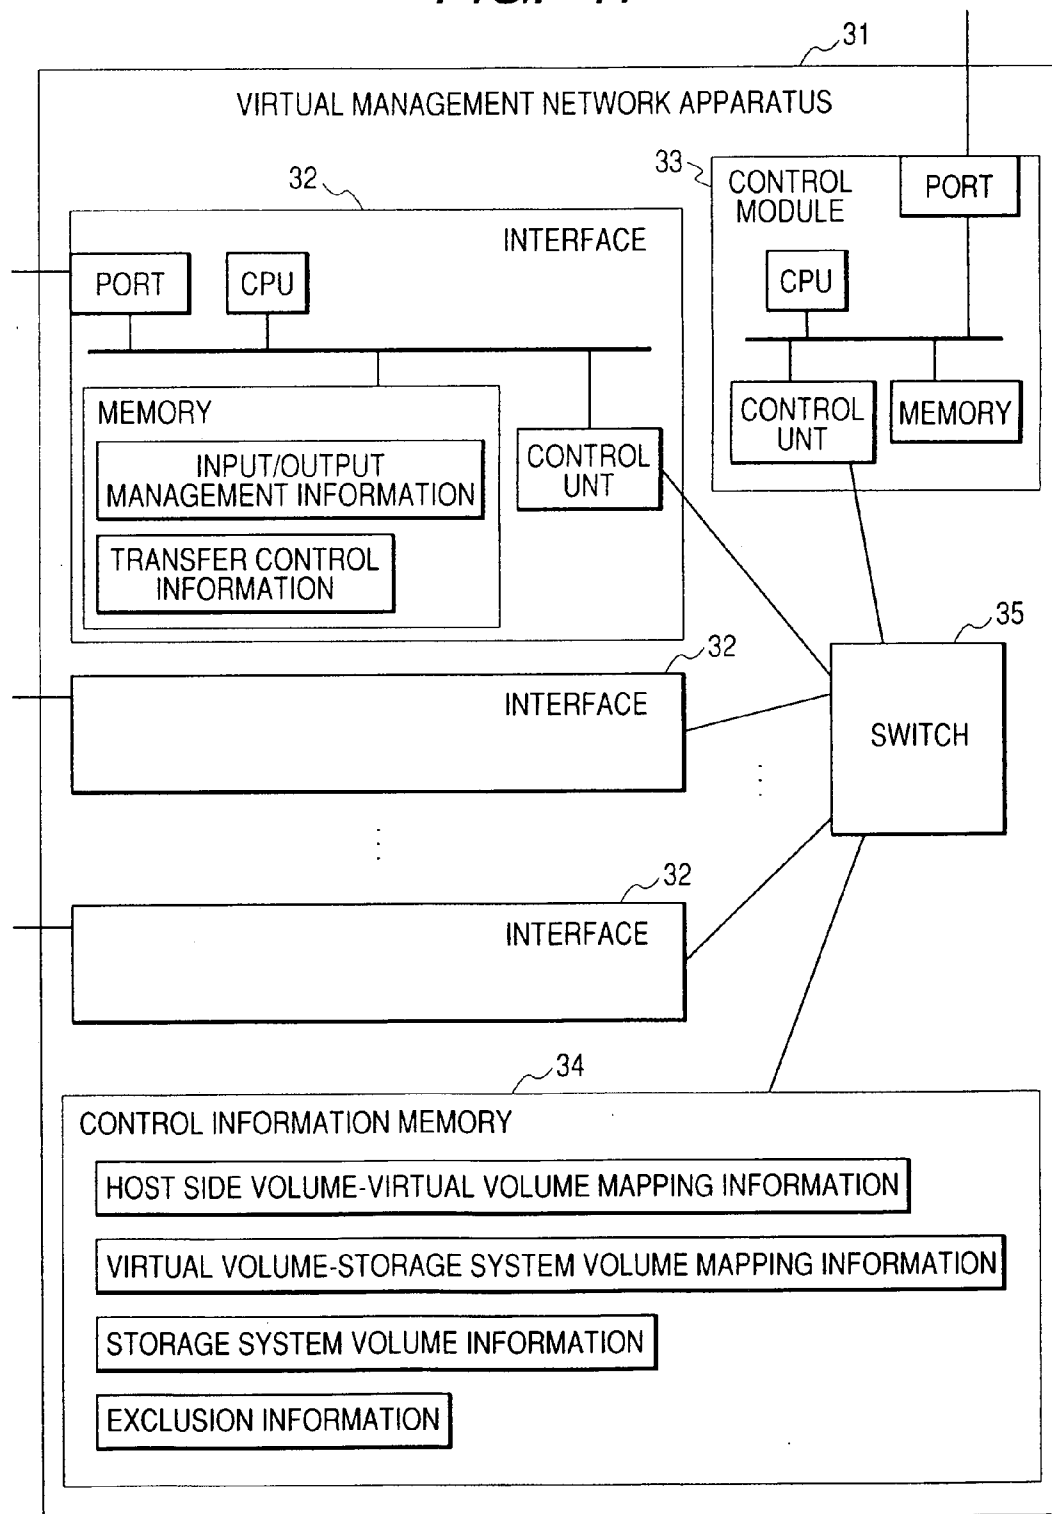 31
VIRTUAL MANAGEMENT NETWORK APPARATUS
33
CONTROL
MODULE
PORT
32
INTERFACE
PORT
CPU
CPU
CONTROL
UNT
MEMORY
MEMORY
INPUT/OUTPUT
MANAGEMENT INFORMATION
CONTROL
UNT
TRANSFER CONTROL
INFORMATION
35
32
INTERFACE
SWITCH
32
INTERFACE
34
CONTROL INFORMATION MEMORY
HOST SIDE VOLUME-VIRTUAL VOLUME MAPPING INFORMATION
VIRTUAL VOLUME-STORAGE SYSTEM VOLUME MAPPING INFORMATION
STORAGE SYSTEM VOLUME INFORMATION
EXCLUSION INFORMATION